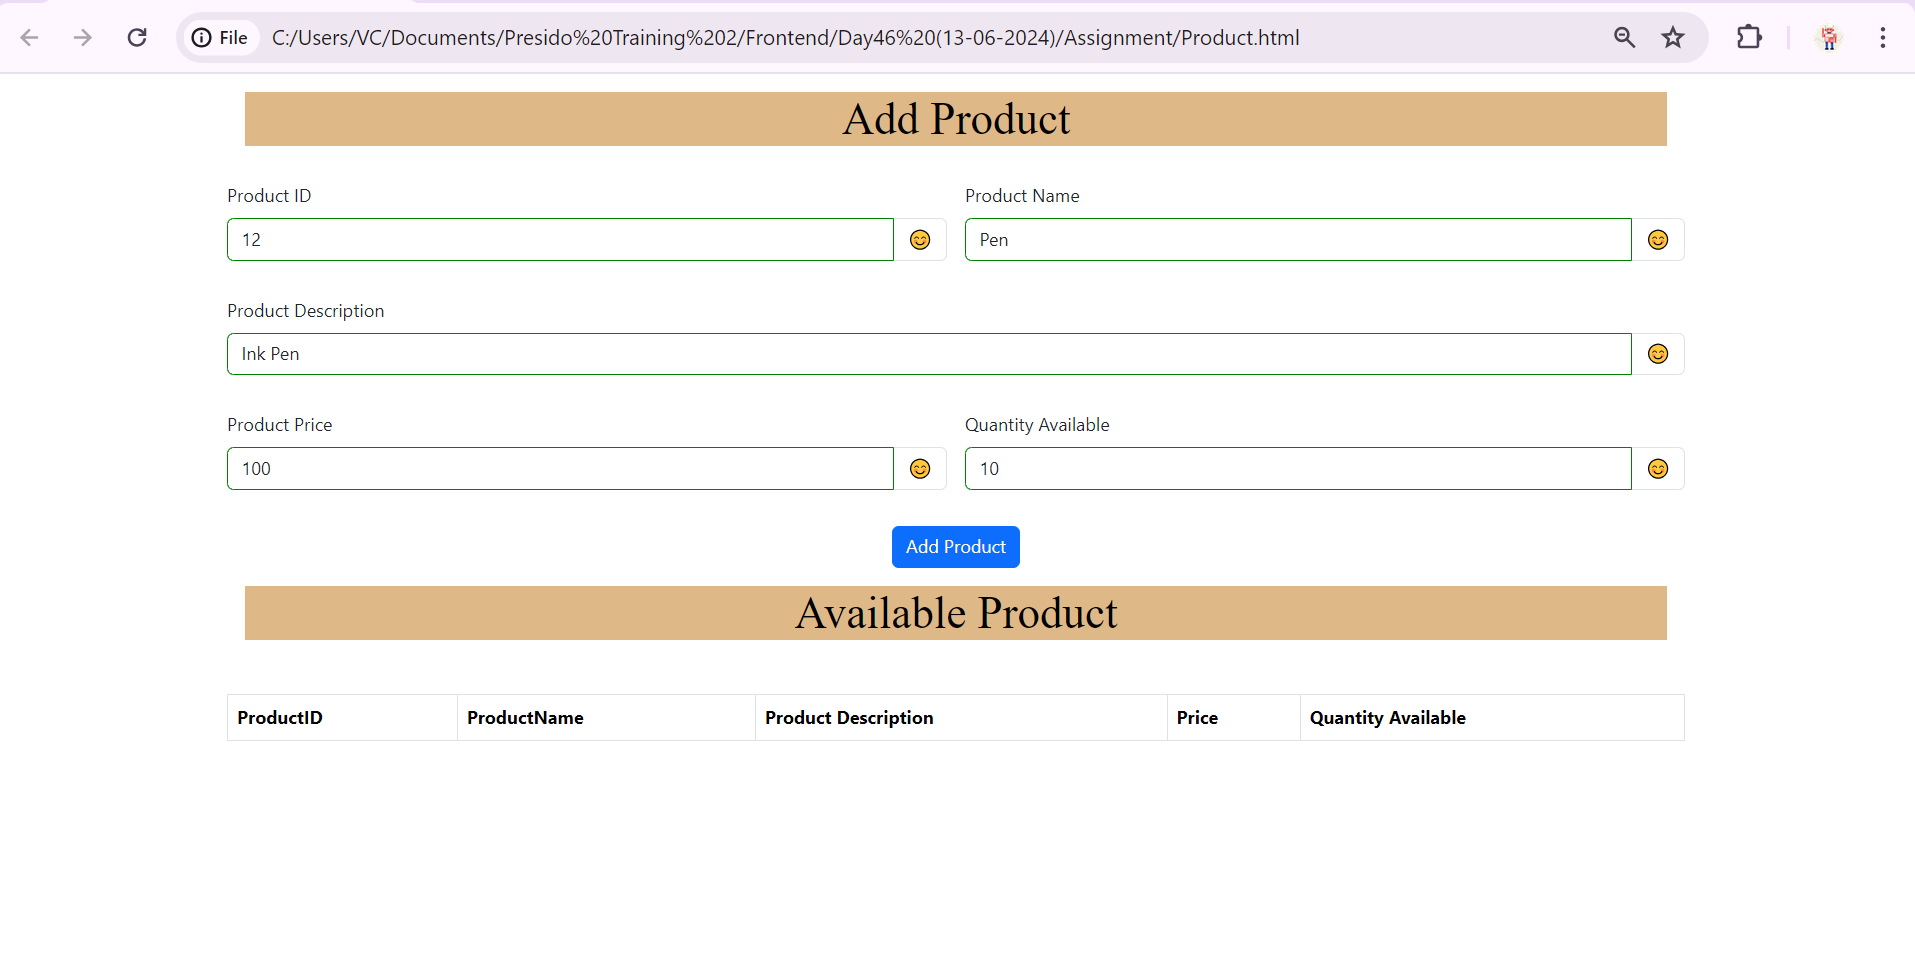 File C:/Users/VC/Documents/Presido%20Training%202/Frontend/Day46%20(13-06-2024)/Assignment/Product.html
Add Product
Product ID Product Name
12 Pen
Product Description
Ink Pen
Product Price Quantity Available
100 10
Add Product
Available Product
ProductID ProductName Product Description Price Quantity Available